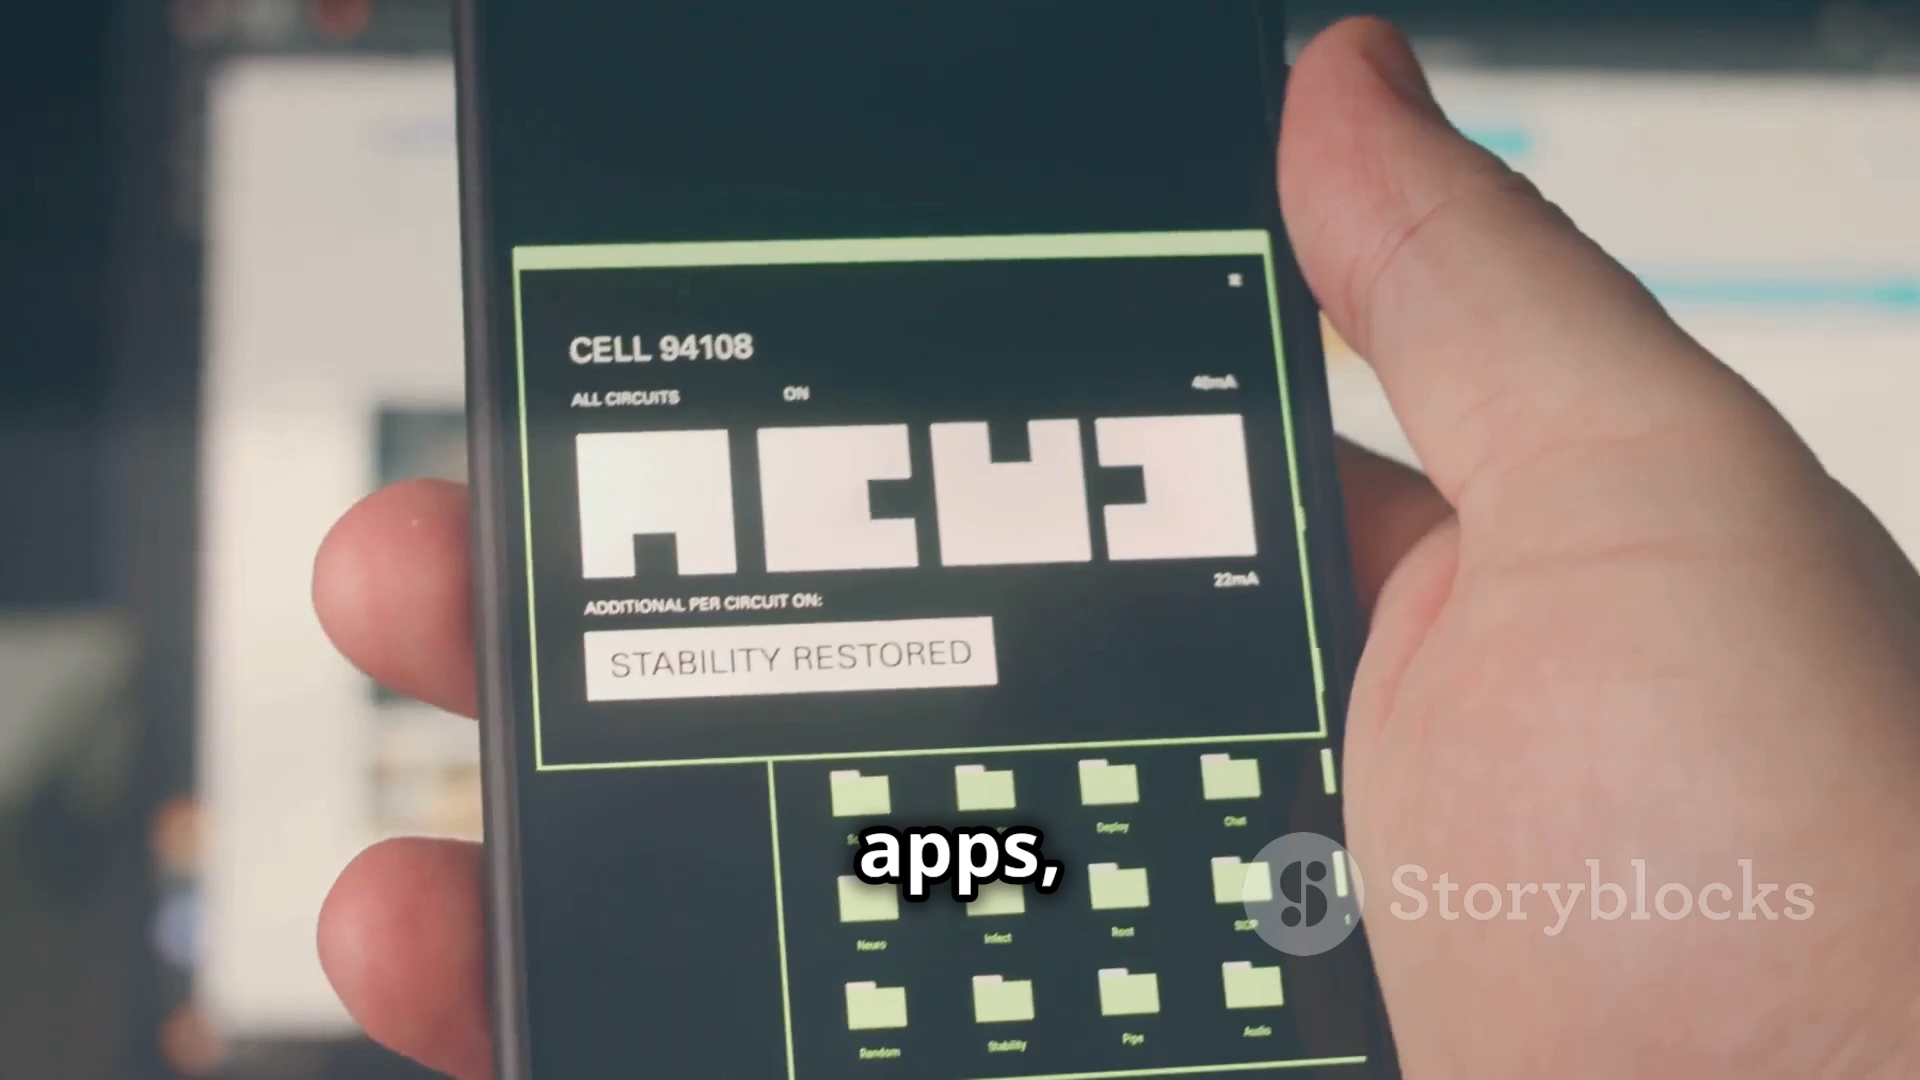 CELL 94108
ALL CIRCUITS ON 48mA
22mA
ADDITIONAL PER CIRCUIT ON:
STABILITY RESTORED
Deploy Chat
apps,
Neuro Infect Root
Storyblocks
Random Stability Pipe Audio